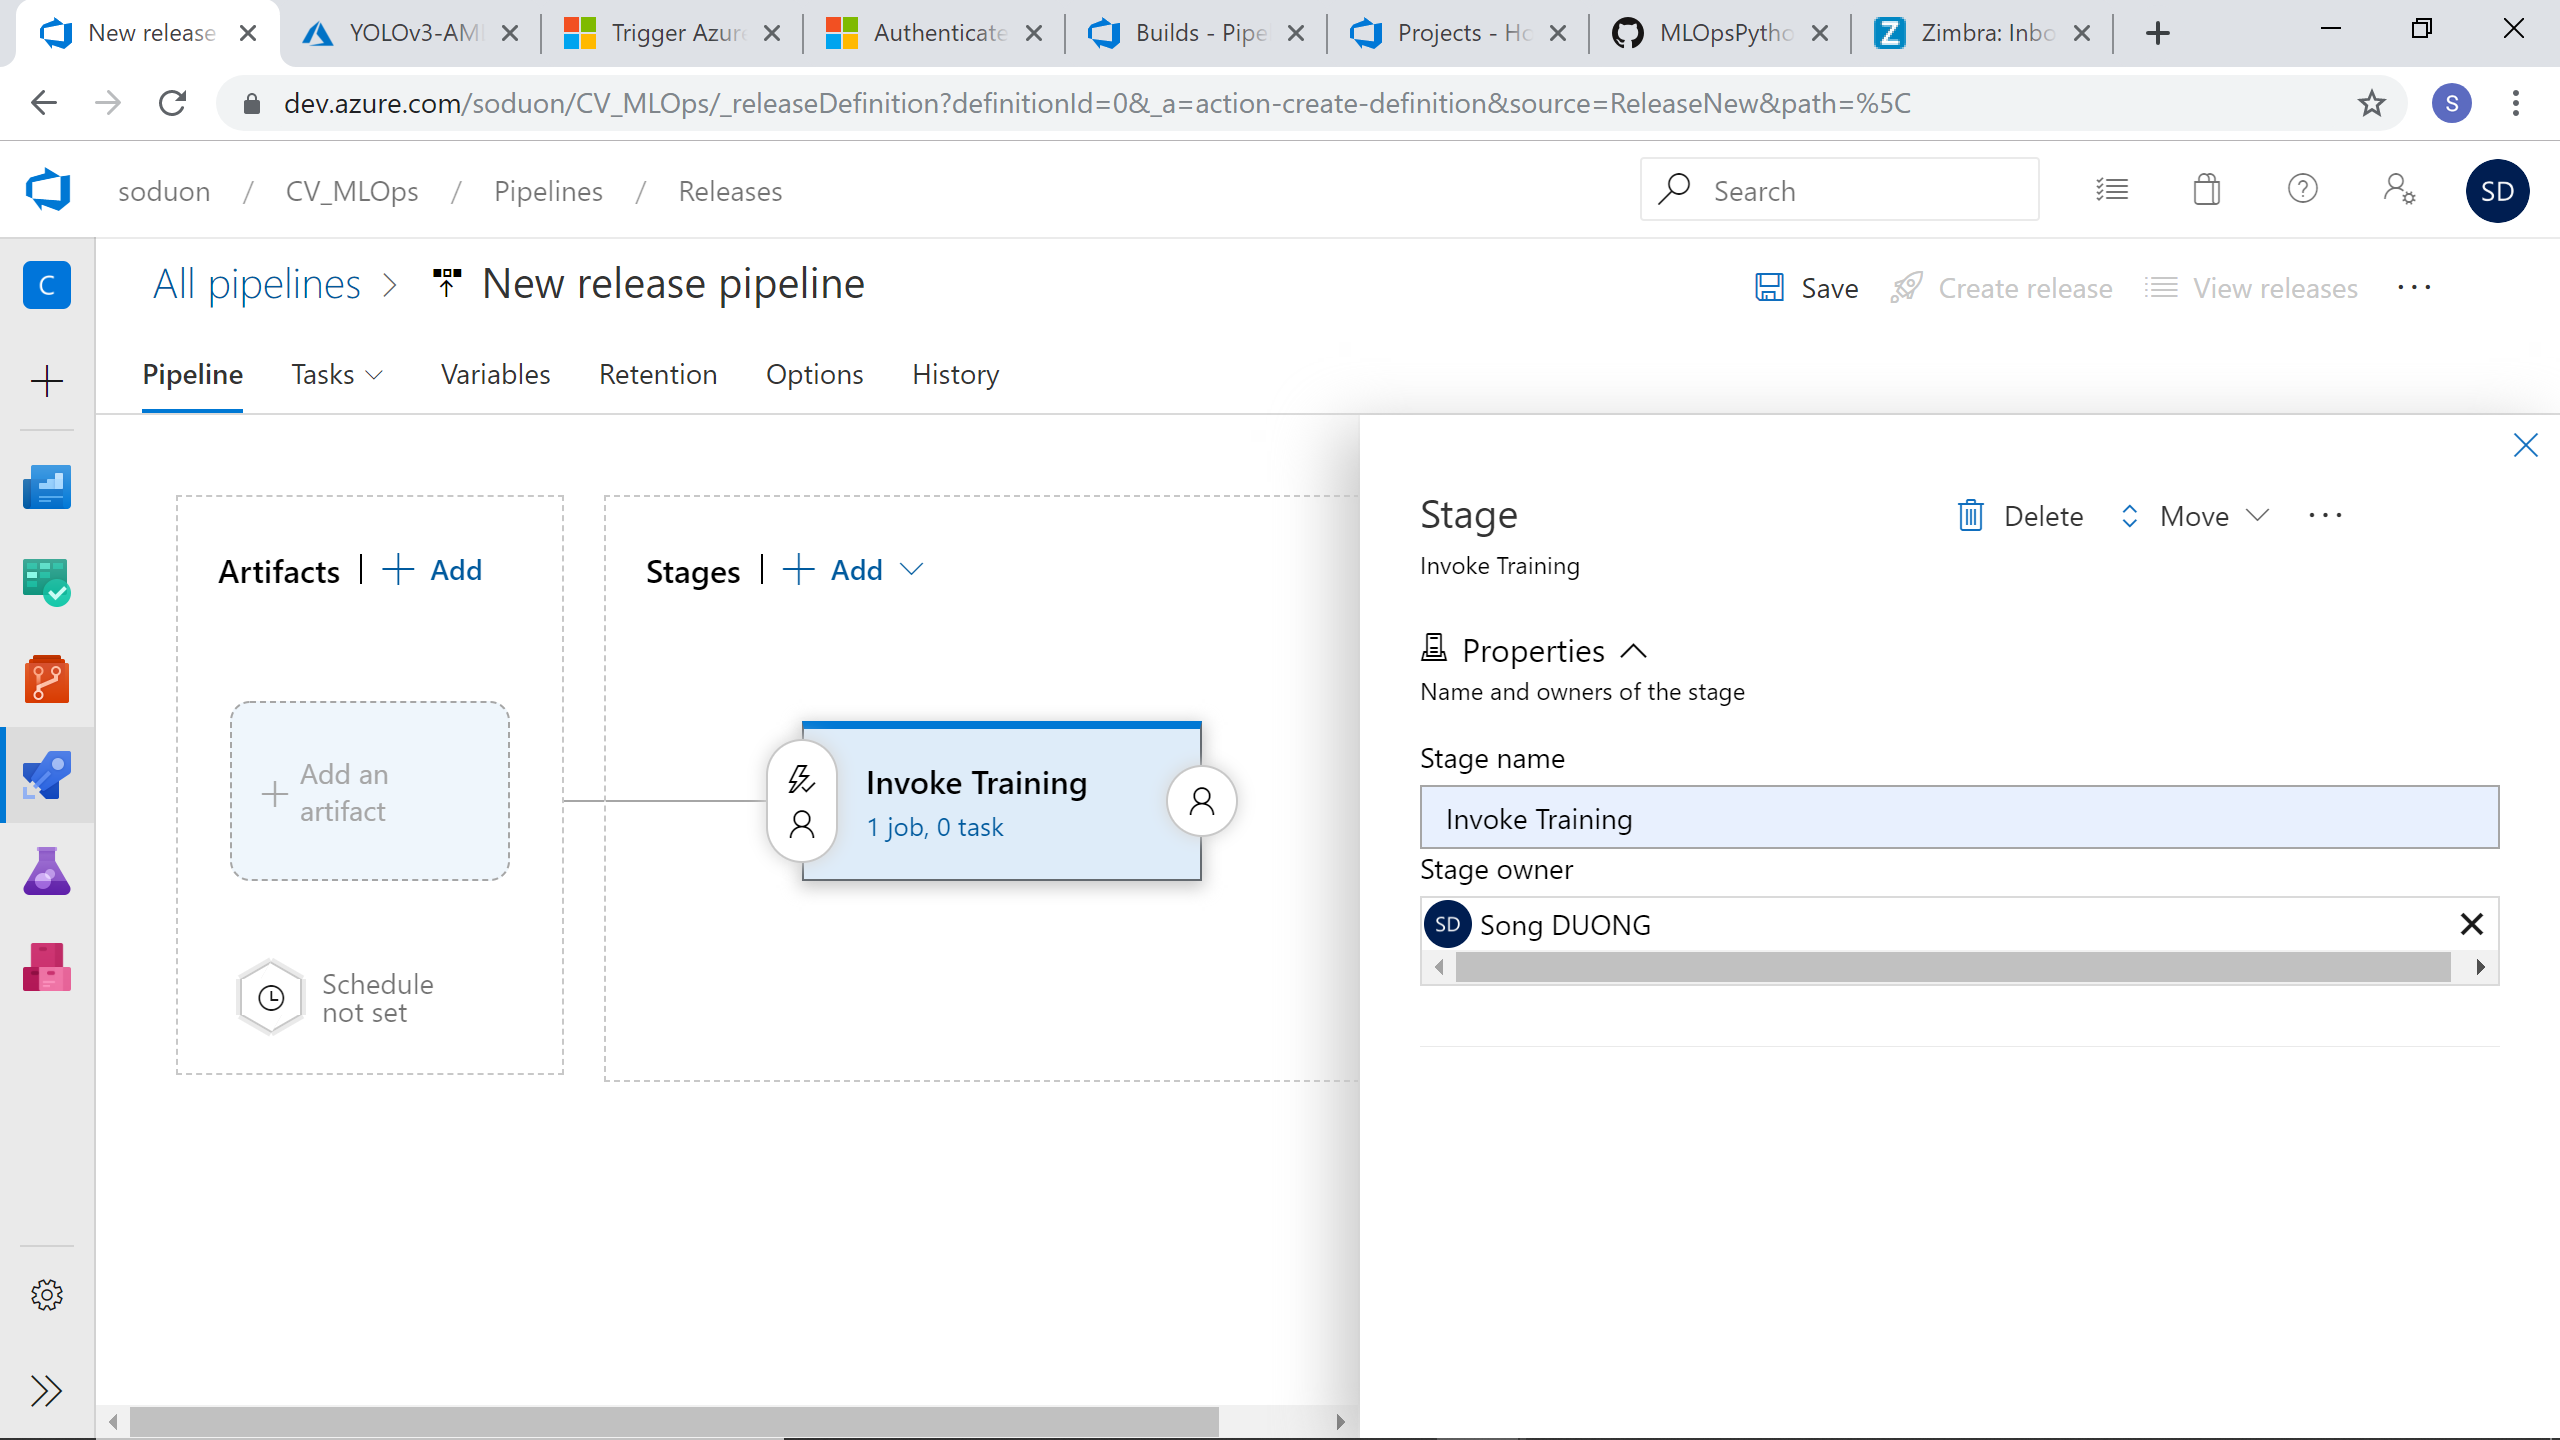 New release
YOLOv3-AM
Trigger Azur
Authenticate
Builds - Pipe
Projects - Ho
MLOpsPytho
Zimbra: Inbo
dev.azure.com/soduon/CV_MLOps/_releaseDefinition?definitionId=0&_a=action-create-definition&source=ReleaseNew&path=%5C
S
soduon / CV_MLOps / Pipelines / Releases
Search
SD
C
All pipelines > New release pipeline
Save
Create release
View releases
Pipeline
Tasks
Variables
Retention
Options
History
Artifacts | + Add
Stages | + Add
Add an
artifact
Schedule
not set
Invoke Training
1 job, 0 task
Stage
Delete
Move
Invoke Training
Properties
Name and owners of the stage
Stage name
Invoke Training
Stage owner
SD Song DUONG